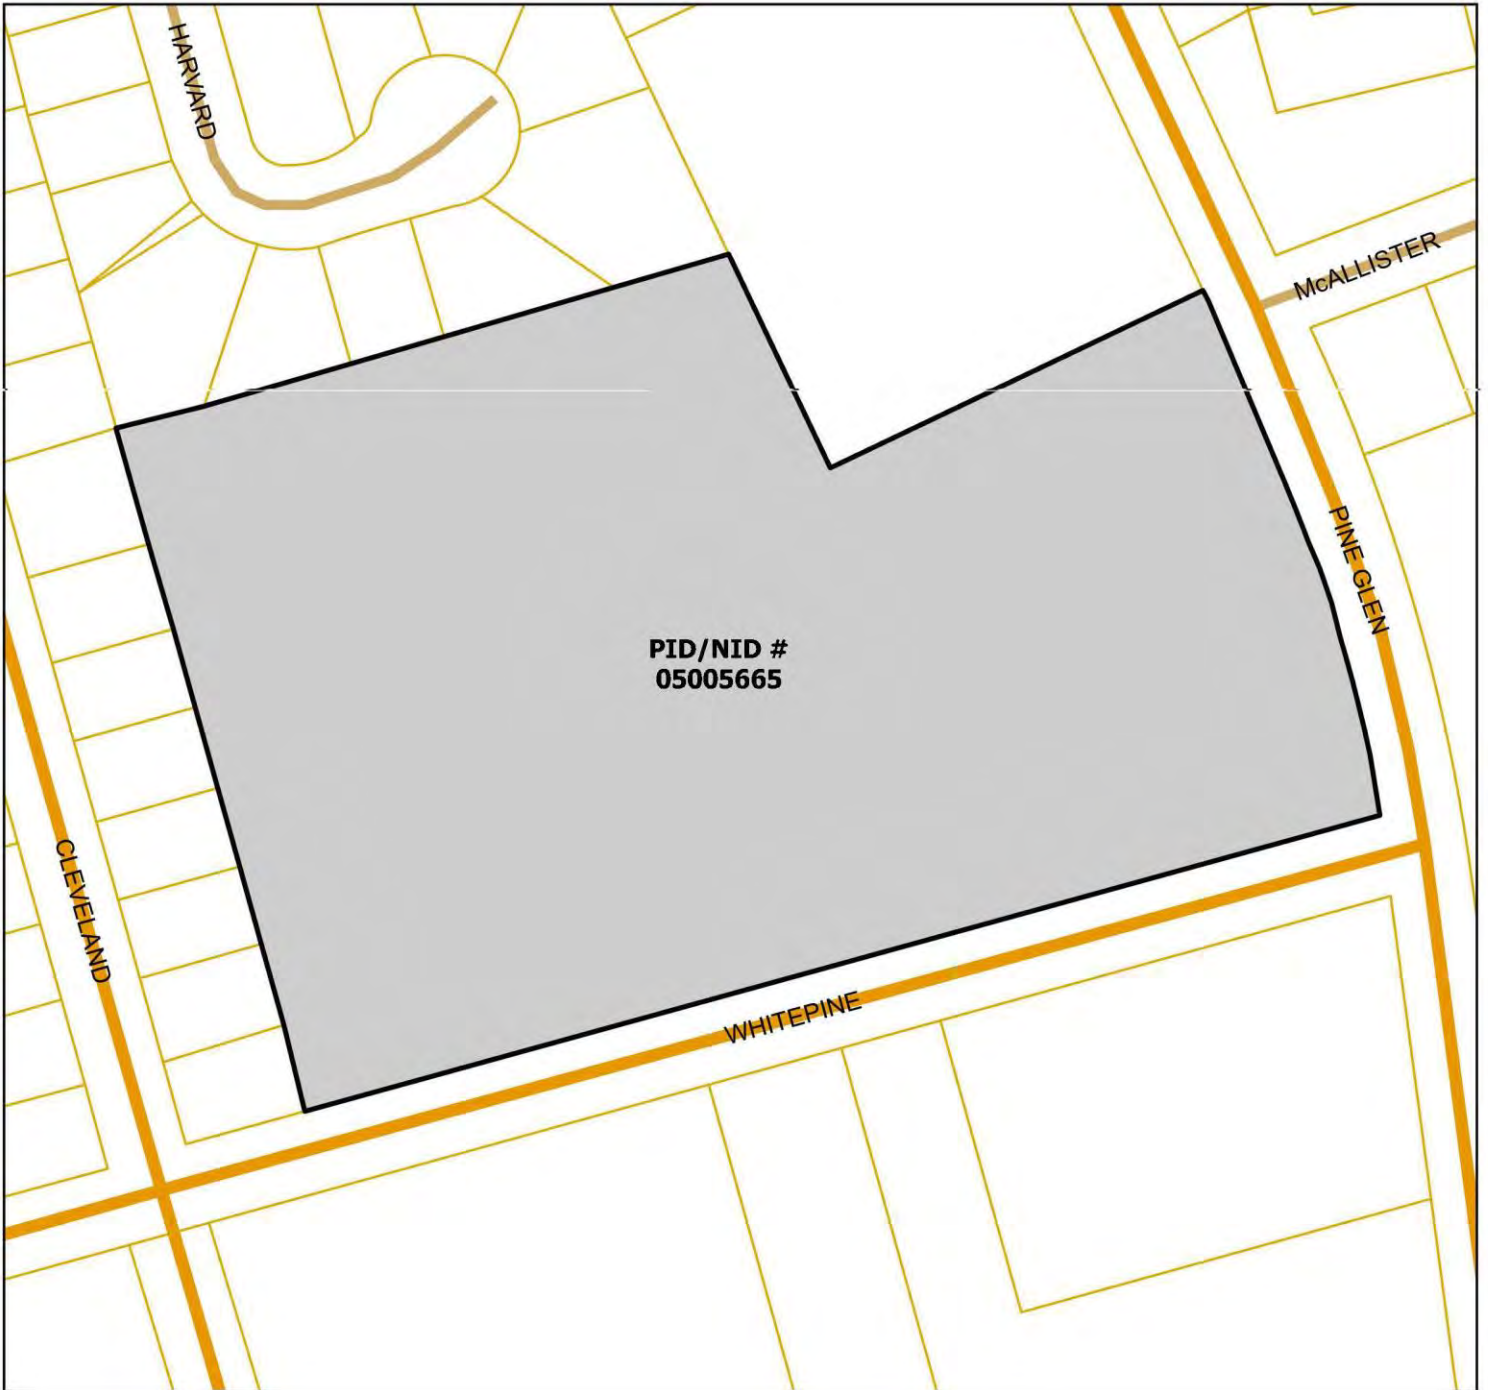 HARVARD
McALLISTER
PINE GLEN
PID/NID #
05005665
CLEVELAND
WHITEPINE